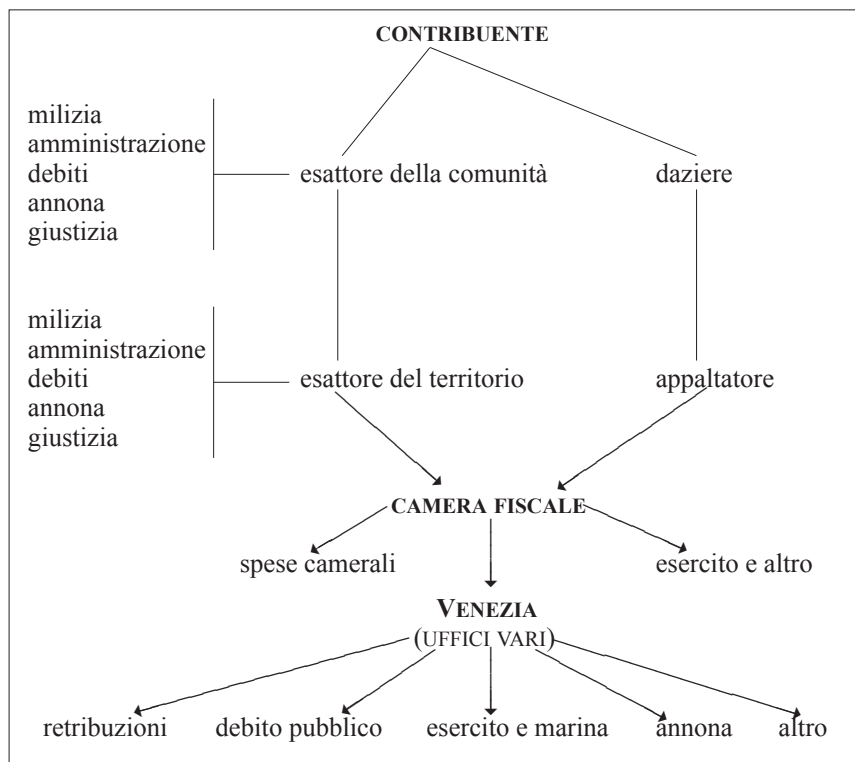 CONTRIBUENTE
milizia
amministrazione
debiti
annona
giustizia
esattore della comunità
daziere
milizia
amministrazione
debiti
annona
giustizia
esattore del territorio
appaltatore
CAMERA FISCALE
spese camerali
esercito e altro
VENEZIA
(UFFICI VARI)
retribuzioni
debito pubblico
esercito e marina
annona
altro